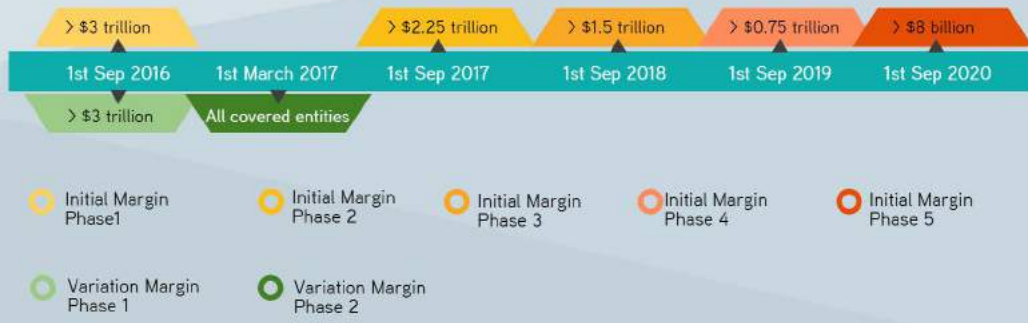 > $3 trillion > $2.25 trillion > $1.5 trillion > $0.75 trillion > $8 billion
1st Sep 2016 1st March 2017 1st Sep 2017 1st Sep 2018 1st Sep 2019 1st Sep 2020
> $3 trillion All covered entities
Initial Margin Initial Margin Initial Margin Initial Margin Initial Margin
Phase1 Phase 2 Phase 3 Phase 4 Phase 5
Variation Margin Variation Margin
Phase 1 Phase 2